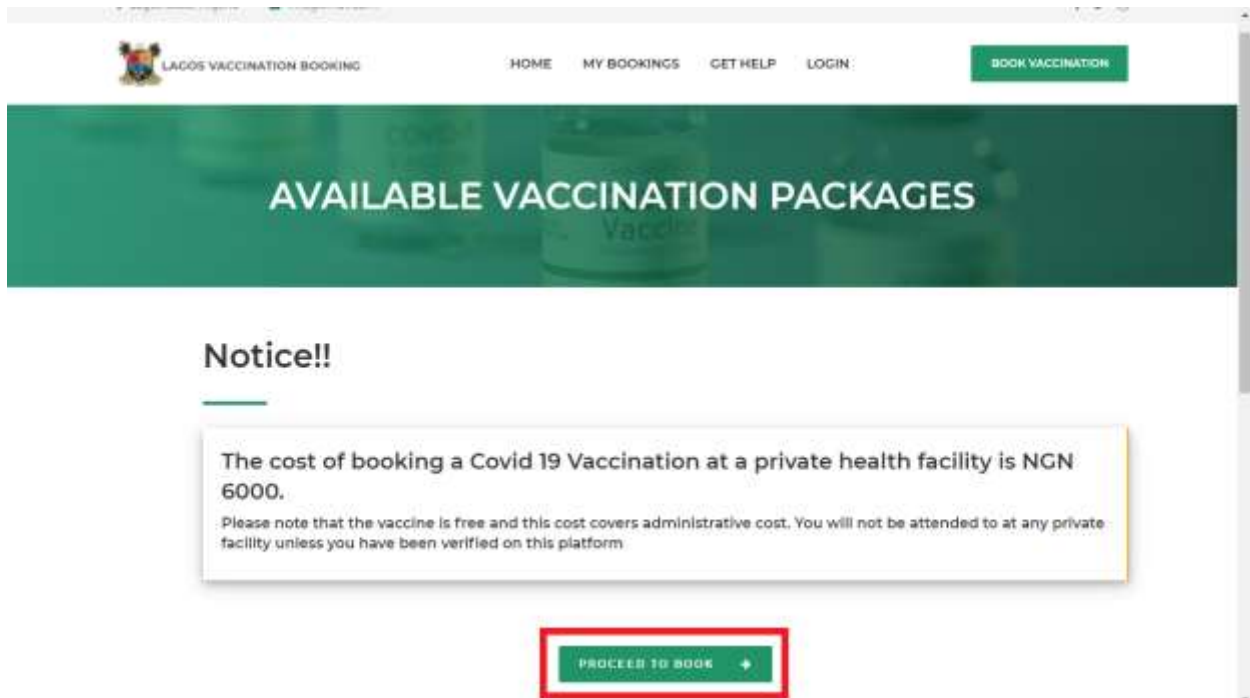 LAGOS VACCINATION BOOKING
HOME MY BOOKINGS GET HELP LOGIN
BOOK VACCINATION
AVAILABLE VACCINATION PACKAGES
Vaccine
Notice!!
The cost of booking a Covid 19 Vaccination at a private health facility is NGN
6000.
Please note that the vaccine is free and this cost covers administrative cost. You will not be attended to at any private
facility unless you have been verified on this platform
PROCEED TO BOOK